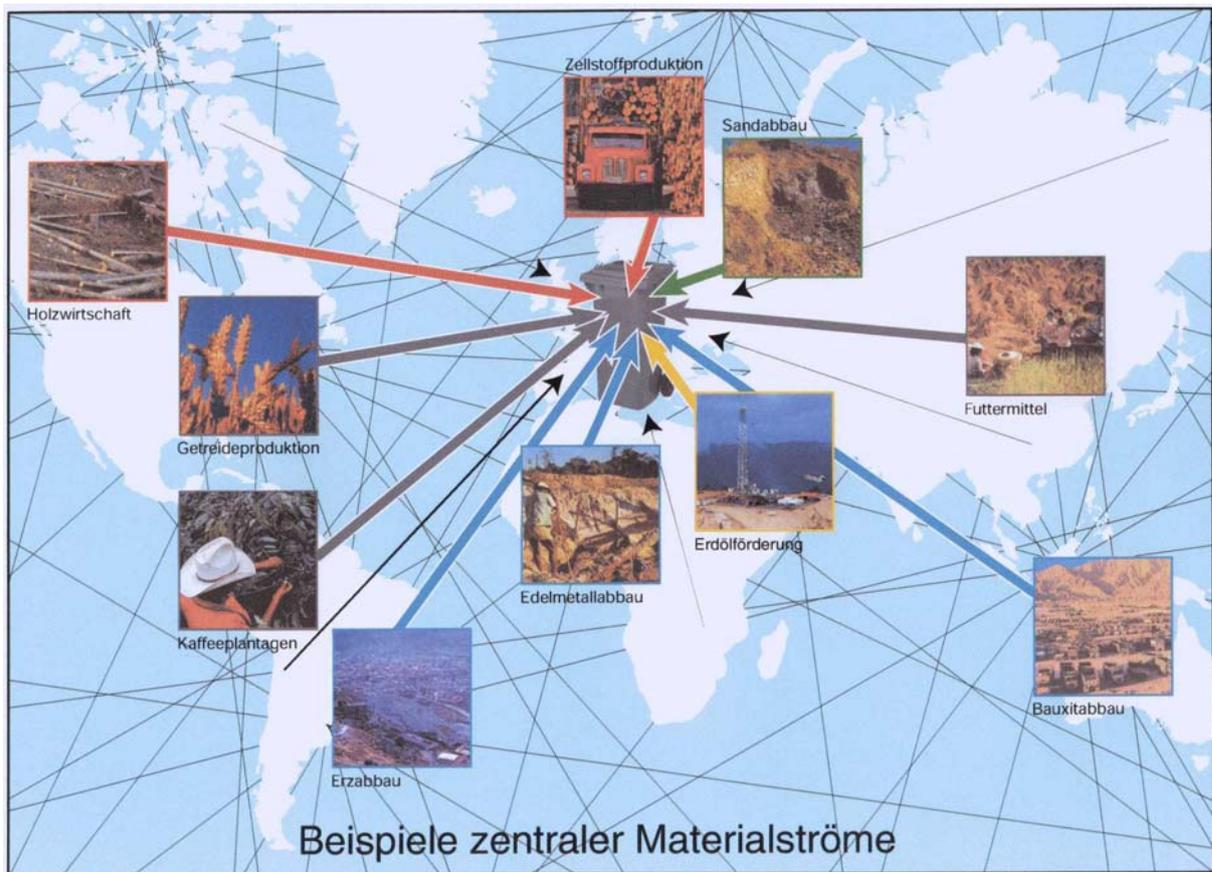 Zellstoffproduktion
Sandabbau
Holzwirtschaft
Getreideproduktion
Futtermittel
Kaffeeplantagen
Edelmetallabbau
Erdölförderung
Bauxitabbau
Erzabbau
Beispiele zentraler Materialströme